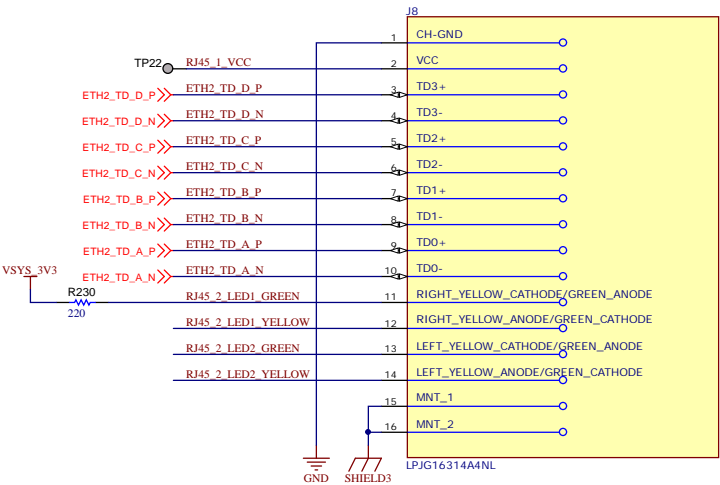 J8
1 CH-GND
TP22 RJ45_1_VCC 2 VCC
ETH2_TD_D_P ETH2_TD_D_P 3 TD3+
ETH2_TD_D_N ETH2_TD_D_N 4 TD3-
ETH2_TD_C_P ETH2_TD_C_P 5 TD2+
ETH2_TD_C_N ETH2_TD_C_N 6 TD2-
ETH2_TD_B_P ETH2_TD_B_P 7 TD1+
ETH2_TD_B_N ETH2_TD_B_N 8 TD1-
ETH2_TD_A_P ETH2_TD_A_P 9 TD0+
ETH2_TD_A_N ETH2_TD_A_N 10 TD0-
VSYS_3V3
R230
220
RJ45_2_LED1_GREEN 11 RIGHT_YELLOW_CATHODE/GREEN_ANODE
RJ45_2_LED1_YELLOW 12 RIGHT_YELLOW_ANODE/GREEN_CATHODE
RJ45_2_LED2_GREEN 13 LEFT_YELLOW_CATHODE/GREEN_ANODE
RJ45_2_LED2_YELLOW 14 LEFT_YELLOW_ANODE/GREEN_CATHODE
15 MNT_1
16 MNT_2
GND SHIELD3 LPJG16314A4NL